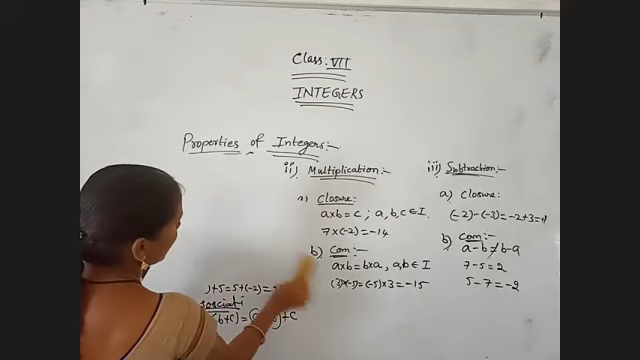 Class: VII
INTEGERS
Properties of Integers:-
ii) Multiplication:-
a) Closure:
a×b = c ; a, b, c ∈ I.
7×(-2) = -14
b) Com:-
a×b = b×a, a,b ∈ I
(3)×(-5) = (-5)×3 = -15
)+5 = 5+(-2) =
sociati
(b+c) = +c
iii) Subtraction:-
a) Closure:
(-2)-(-3) = -2+3 = +1
b) Com:-
a-b ≠ b-a
7-5 = 2
5-7 = -2